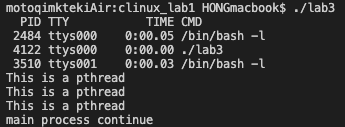 motoqimktekiAir:clinux_lab1 HONGmacbook$ ./lab3
PID TTY TIME CMD
2484 ttys000 0:00.05 /bin/bash -l
4122 ttys000 0:00.00 ./lab3
3510 ttys001 0:00.03 /bin/bash -l
This is a pthread
This is a pthread
This is a pthread
main process continue